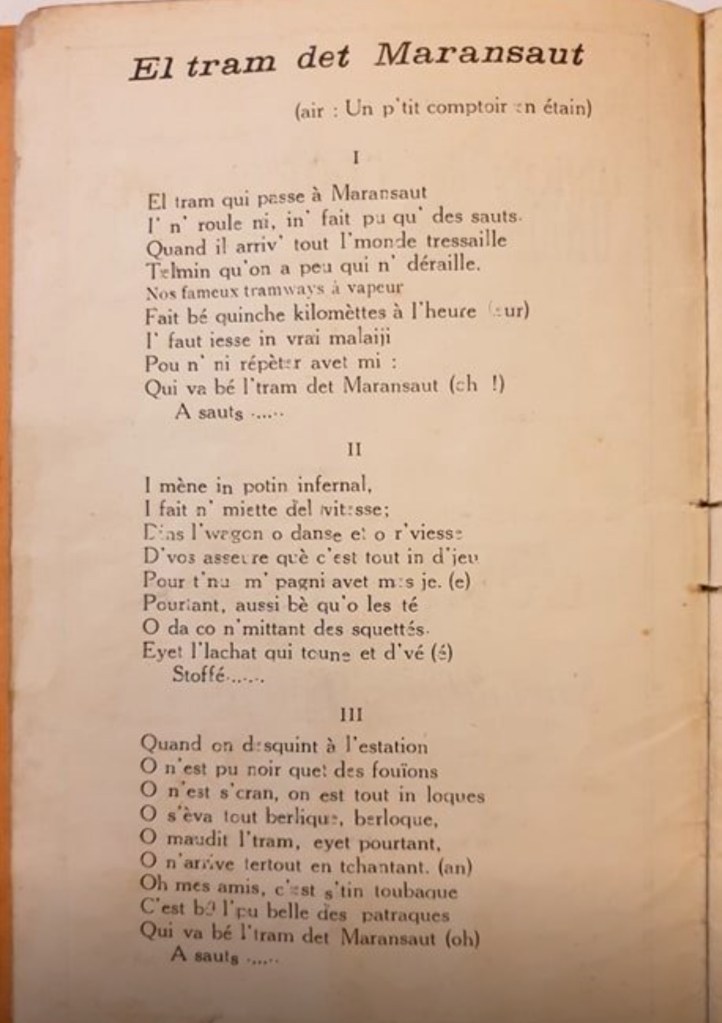 El tram det Maransaut
(air : Un p'tit comptoir en étain)
I
El tram qui passe à Maransaut
I' n' roule ni, in' fait pu qu' des sauts.
Quand il arriv' tout l'monde tressaille
Telmin qu'on a peu qui n' déraille.
Nos fameux tramways à vapeur
Fait bé quinche kilomèttes à l'heure (eur)
I' faut iesse in vrai malaiji
Pou n' ni répèter avet mi :
Qui va bé l'tram det Maransaut (oh !)
A sauts ......
II
I mène in potin infernal,
I fait n' miette del vitesse;
Dins l'wagon o danse et o r'viesse
D'vos asseure què c'est tout in d'jeu
Pour t'nu m' pagni avet mes je. (e)
Pourtant, aussi bè qu'o les té
O da co n'mittant des squettés.
Eyet l'lachat qui toune et d'vé (é)
Stoffé......
III
Quand on desquint à l'estation
O n'est pu noir quet des fouïons
O n'est s'cran, on est tout in loques
O s'èva tout berlique, berloque,
O maudit l'tram, eyet pourtant,
O n'arrive tertout en tchantant. (an)
Oh mes amis, c'est s'tin toubaque
C'est bé l'pu belle des patraques
Qui va bé l'tram det Maransaut (oh)
A sauts ......